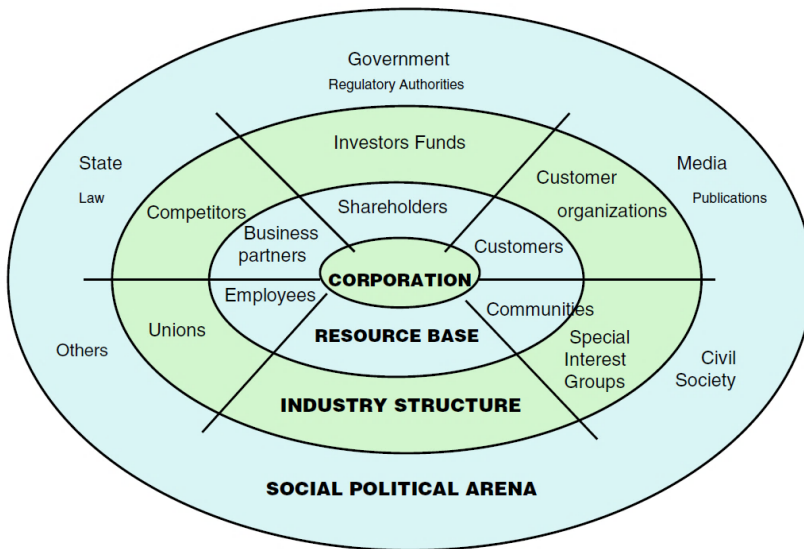 Government
Regulatory Authorities
State
Law
Investors Funds
Media
Publications
Competitors
Customer
organizations
Shareholders
Business
partners
Customers
CORPORATION
Employees
Communities
RESOURCE BASE
Unions
Others
Special
Interest
Groups
Civil
Society
INDUSTRY STRUCTURE
SOCIAL POLITICAL ARENA